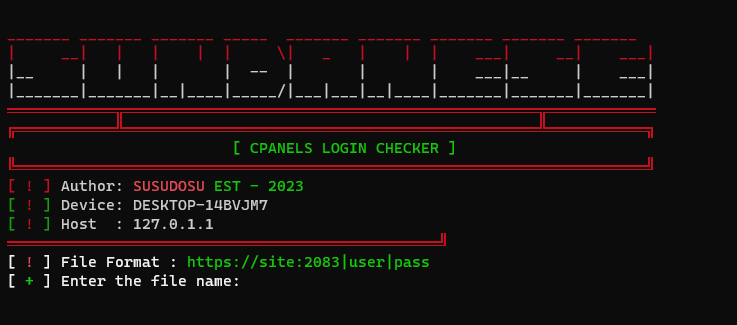 [ CPANELS LOGIN CHECKER ]
[ ! ] Author: SUSUDOSU EST - 2023
[ ! ] Device: DESKTOP-14BVJM7
[ ! ] Host  : 127.0.1.1
[ ! ] File Format : https://site:2083|user|pass
[ + ] Enter the file name: